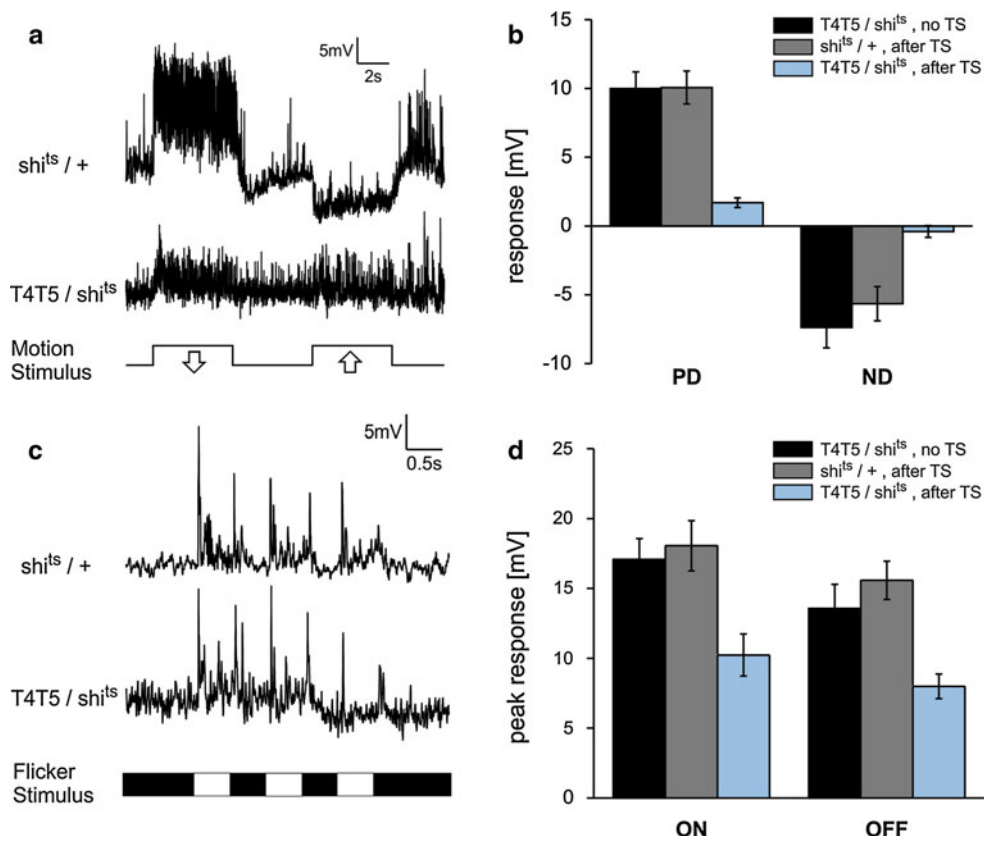 a
5mV
2s
shi^ts / +
T4T5 / shi^ts
Motion
Stimulus
b
T4T5 / shi^ts , no TS
shi^ts / + , after TS
T4T5 / shi^ts , after TS
response [mV]
15
10
5
0
-5
-10
PD
ND
c
5mV
0.5s
shi^ts / +
T4T5 / shi^ts
Flicker
Stimulus
d
T4T5 / shi^ts , no TS
shi^ts / + , after TS
T4T5 / shi^ts , after TS
peak response [mV]
25
20
15
10
5
0
ON
OFF